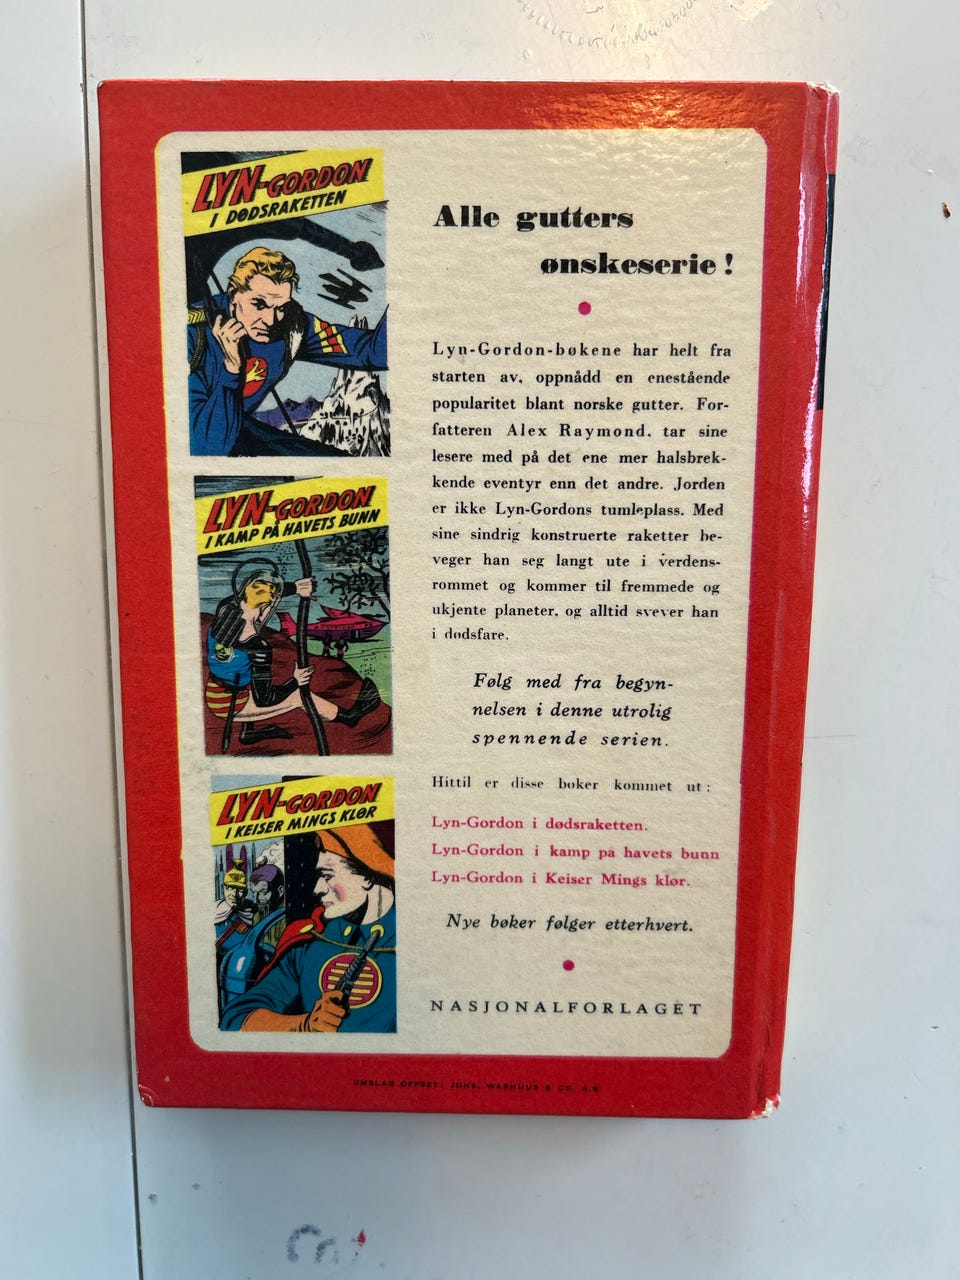 LYN-GORDON
I DØDSRAKETTEN
LYN-GORDON
I KAMP PÅ HAVETS BUNN
LYN-GORDON
I KEISER MINGS KLØR
Alle gutters
ønskeserie !
Lyn-Gordon-bøkene har helt fra
starten av, oppnådd en enestående
popularitet blant norske gutter. For-
fatteren Alex Raymond, tar sine
lesere med på det ene mer halsbrek-
kende eventyr enn det andre. Jorden
er ikke Lyn-Gordons tumleplass. Med
sine sindrig konstruerte raketter be-
veger han seg langt ute i verdens-
rommet og kommer til fremmede og
ukjente planeter, og alltid svever han
i dødsfare.
Følg med fra begyn-
nelsen i denne utrolig
spennende serien.
Hittil er disse bøker kommet ut :
Lyn-Gordon i dødsraketten.
Lyn-Gordon i kamp på havets bunn
Lyn-Gordon i Keiser Mings klør.
Nye bøker følger etterhvert.
NASJONALFORLAGET
OMSLAG OFFSET: JOHS. WARHUUS & CO. A.S